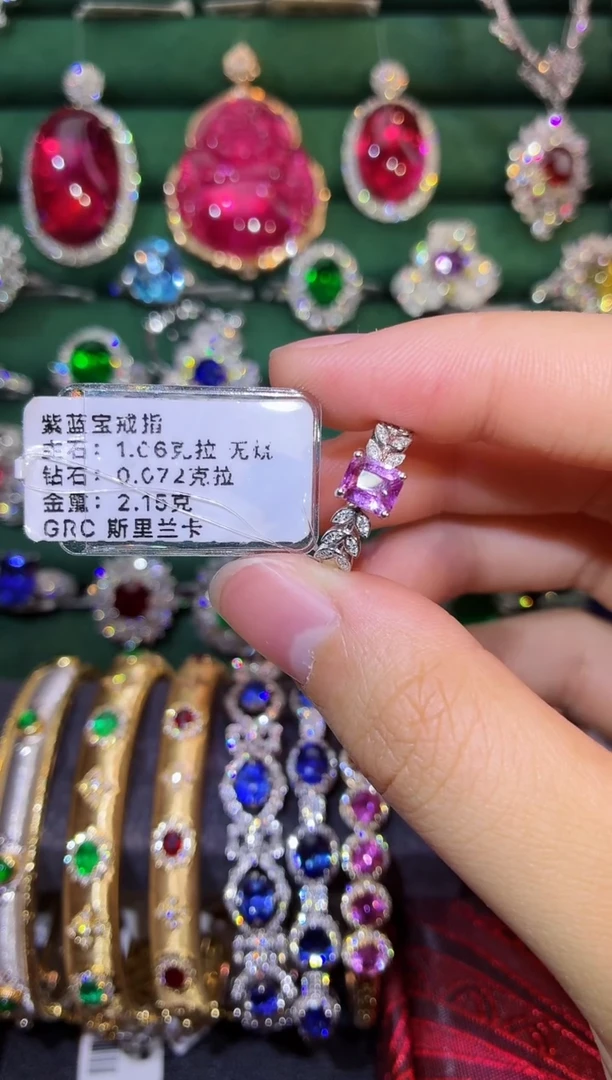 紫蓝宝戒指
主石：1.06克拉 无烧
钻石：0.072克拉
金重：2.15克
GRC 斯里兰卡